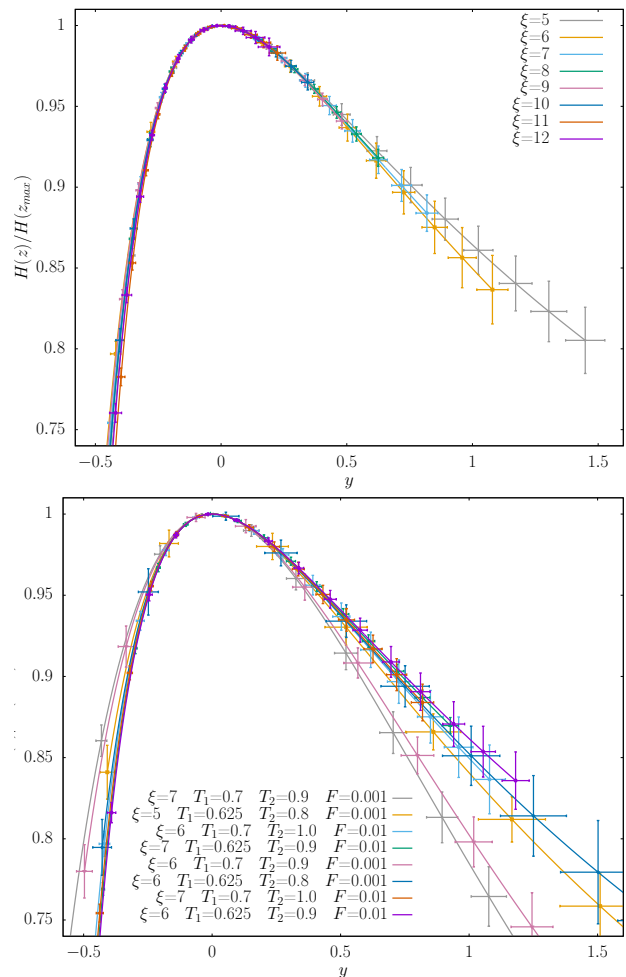 1
0.95
0.9
0.85
0.8
0.75
H(z)/H(z_max)
ξ=5
ξ=6
ξ=7
ξ=8
ξ=9
ξ=10
ξ=11
ξ=12
−0.5 0 0.5 1 1.5
y
1
0.95
0.9
0.85
0.8
0.75
ξ=7 T₁=0.7 T₂=0.9 F=0.001
ξ=5 T₁=0.625 T₂=0.8 F=0.001
ξ=6 T₁=0.7 T₂=1.0 F=0.01
ξ=7 T₁=0.625 T₂=0.9 F=0.01
ξ=6 T₁=0.7 T₂=0.9 F=0.001
ξ=6 T₁=0.625 T₂=0.8 F=0.001
ξ=7 T₁=0.7 T₂=1.0 F=0.01
ξ=6 T₁=0.625 T₂=0.9 F=0.01
−0.5 0 0.5 1 1.5
y